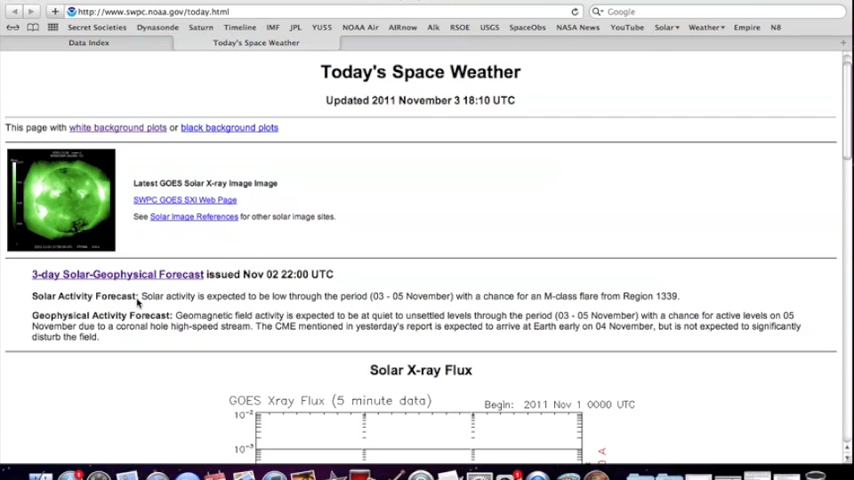 http://www.swpc.noaa.gov/today.html
Google
Secret Societies Dynasonde Saturn Timeline IMF JPL YU55 NOAA Air AIRnow Alk RSOE USGS SpaceObs NASA News YouTube Solar Weather Empire N8
Data Index Today's Space Weather
Today's Space Weather
Updated 2011 November 3 18:10 UTC
This page with white background plots or black background plots
Latest GOES Solar X-ray Image Image
SWPC GOES SXI Web Page
See Solar Image References for other solar image sites.
3-day Solar-Geophysical Forecast issued Nov 02 22:00 UTC
Solar Activity Forecast: Solar activity is expected to be low through the period (03 - 05 November) with a chance for an M-class flare from Region 1339.
Geophysical Activity Forecast: Geomagnetic field activity is expected to be at quiet to unsettled levels through the period (03 - 05 November) with a chance for active levels on 05
November due to a coronal hole high-speed stream. The CME mentioned in yesterday's report is expected to arrive at Earth early on 04 November, but is not expected to significantly
disturb the field.
Solar X-ray Flux
GOES Xray Flux (5 minute data) Begin: 2011 Nov 1 0000 UTC
10-2
10-3
A